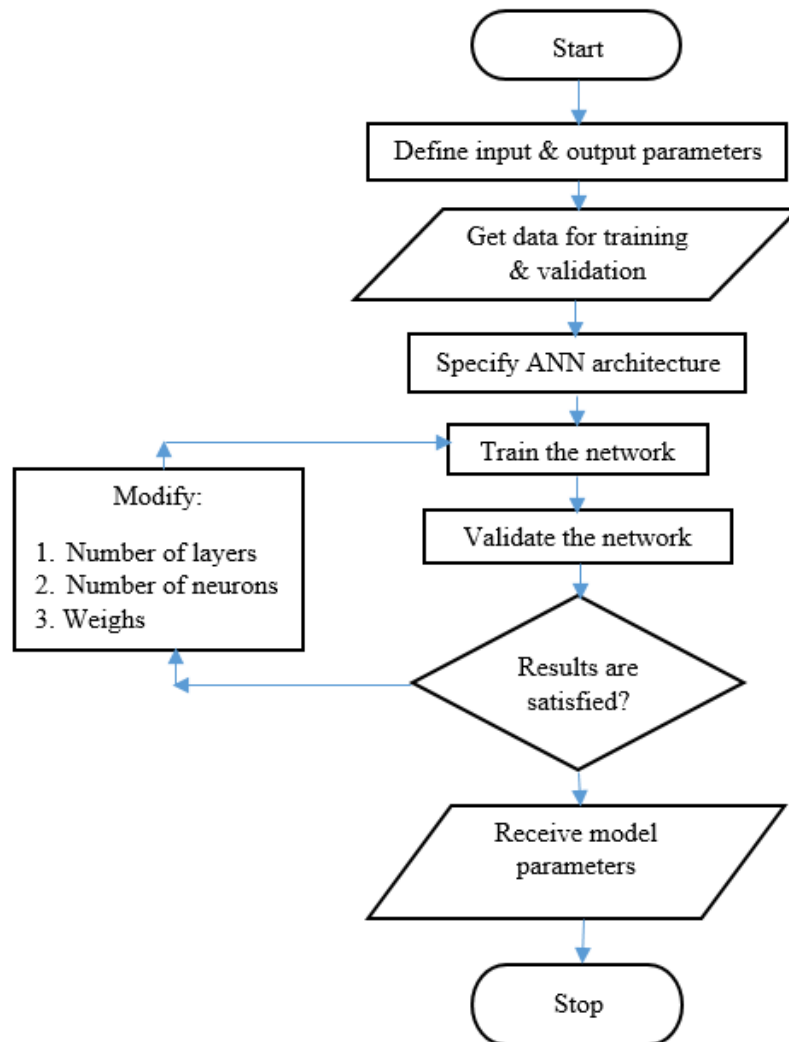 Start
Define input & output parameters
Get data for training
& validation
Specify ANN architecture
Train the network
Modify:
1. Number of layers
2. Number of neurons
3. Weighs
Validate the network
Results are
satisfied?
Receive model
parameters
Stop